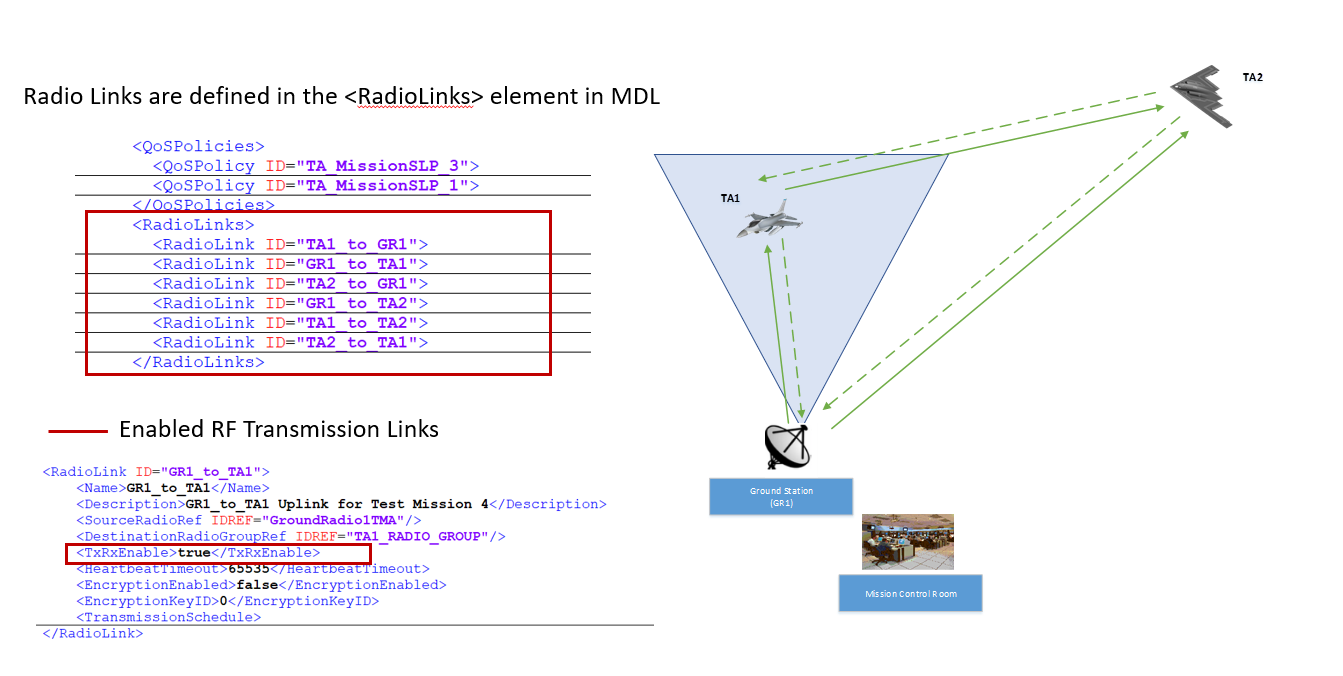 Radio Links are defined in the <RadioLinks> element in MDL
<QoSPolicies>
<QoSPolicy ID="TA_MissionSLP_3">
<QoSPolicy ID="TA_MissionSLP_1">
</QoSPolicies>
<RadioLinks>
<RadioLink ID="TA1_to_GR1">
<RadioLink ID="GR1_to_TA1">
<RadioLink ID="TA2_to_GR1">
<RadioLink ID="GR1_to_TA2">
<RadioLink ID="TA1_to_TA2">
<RadioLink ID="TA2_to_TA1">
</RadioLinks>
Enabled RF Transmission Links
<RadioLink ID="GR1_to_TA1">
<Name>GR1_to_TA1</Name>
<Description>GR1_to_TA1 Uplink for Test Mission 4</Description>
<SourceRadioRef IDREF="GroundRadio1TMA"/>
<DestinationRadioGroupRef IDREF="TA1_RADIO_GROUP"/>
<TxRxEnable>true</TxRxEnable>
<HeartbeatTimeout>65535</HeartbeatTimeout>
<EncryptionEnabled>false</EncryptionEnabled>
<EncryptionKeyID>0</EncryptionKeyID>
<TransmissionSchedule>
</RadioLink>
TA2
TA1
Ground Station
(GR1)
Mission Control Room